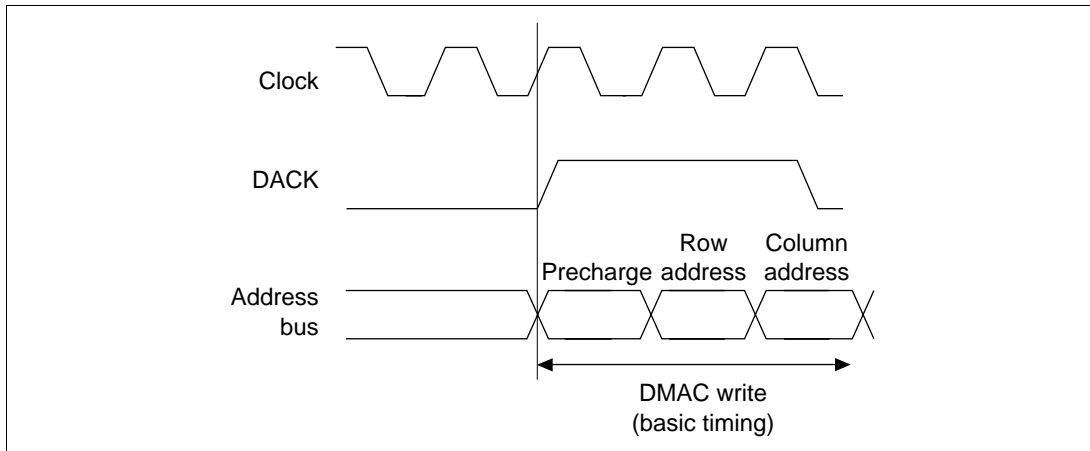 Clock
DACK
Row
Column
Precharge
address
address
Address
bus
DMAC write
(basic timing)